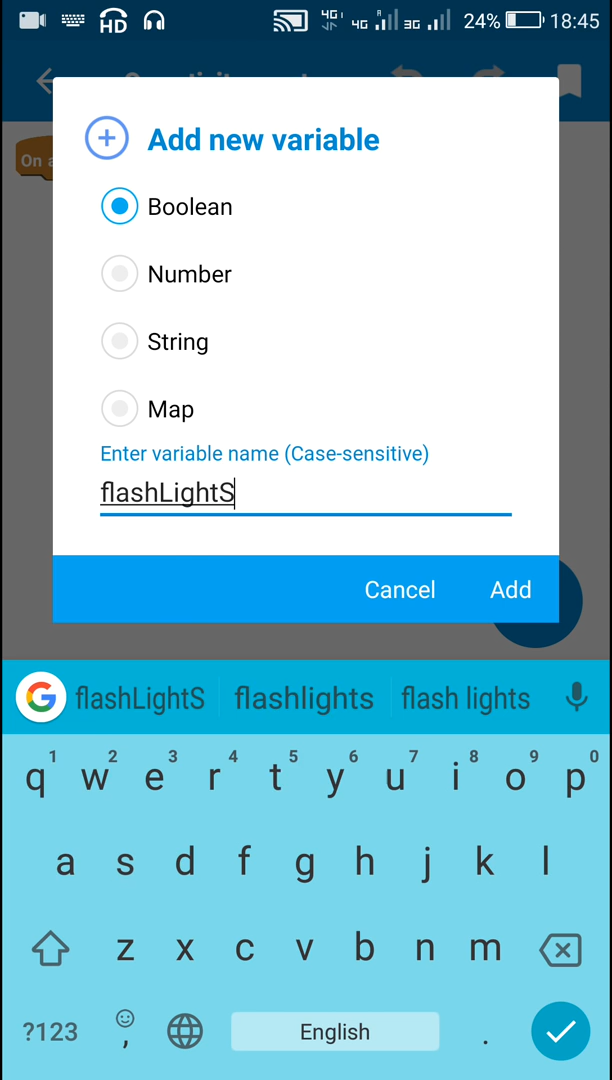 HD 4G 4G R 3G 24% 18:45
On a
Add new variable
Boolean
Number
String
Map
Enter variable name (Case-sensitive)
flashLightS
Cancel Add
G flashLightS flashlights flash lights
1 2 3 4 5 6 7 8 9 0
q w e r t y u i o p
a s d f g h j k l
z x c v b n m
?123 , English .